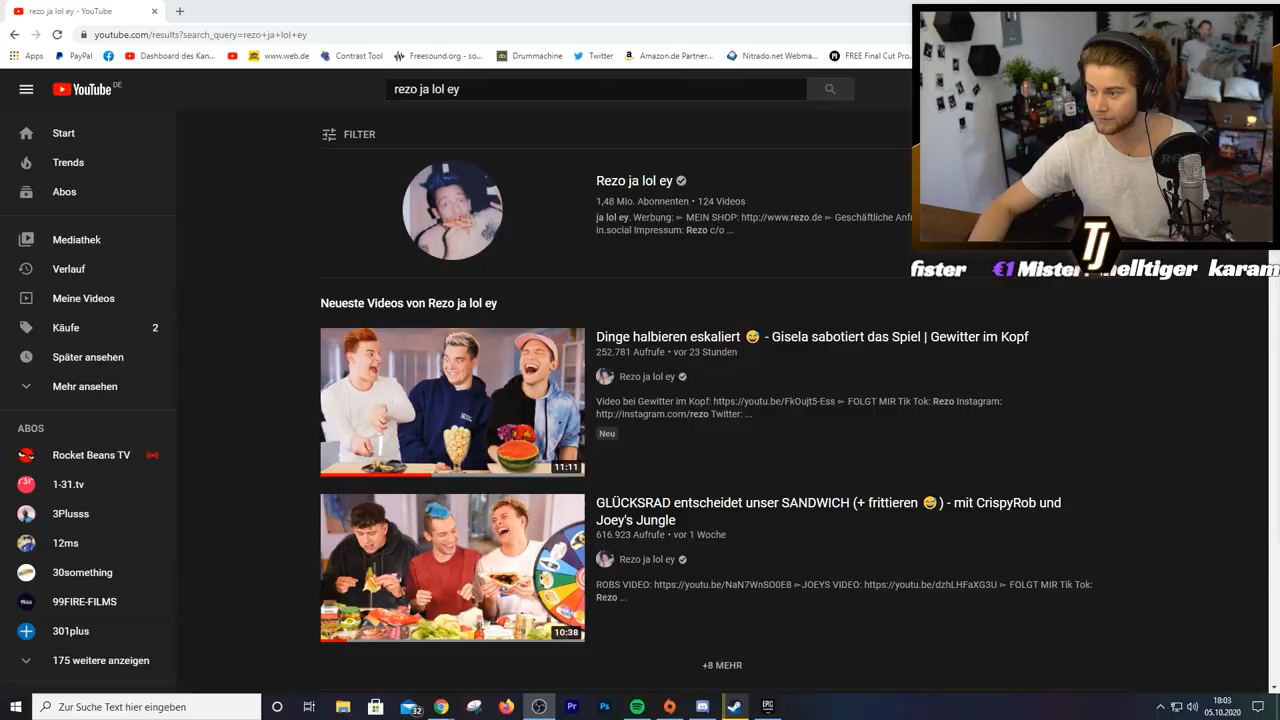 rezo ja lol ey - YouTube
youtube.com/results?search_query=rezo+ja+lol+ey
Apps PayPal Dashboard des Kan... www.web.de Contrast Tool Freesound.org - so... Drummachine Twitter Amazon.de Partner... Nitrado.net Webma... FREE Final Cut Pro...
YouTube DE
rezo ja lol ey
Start
Trends
Abos
Mediathek
Verlauf
Meine Videos
Käufe 2
Später ansehen
Mehr ansehen
ABOS
Rocket Beans TV
1-31.tv
3Plusss
12ms
30something
99FIRE-FILMS
301plus
175 weitere anzeigen
FILTER
Rezo ja lol ey
1,48 Mio. Abonnenten • 124 Videos
ja lol ey. Werbung: ► MEIN SHOP: http://www.rezo.de ► Geschäftliche Anf
in.social Impressum: Rezo c/o ...
TJ
fister €1 Mister nelltiger karam
Neueste Videos von Rezo ja lol ey
11:11
Dinge halbieren eskaliert 😅 - Gisela sabotiert das Spiel | Gewitter im Kopf
252.781 Aufrufe • vor 23 Stunden
Rezo ja lol ey
Video bei Gewitter im Kopf: https://youtu.be/FkOujt5-Ess ► FOLGT MIR Tik Tok: Rezo Instagram:
http://instagram.com/rezo Twitter: ...
Neu
10:38
GLÜCKSRAD entscheidet unser SANDWICH (+ frittieren 😅) - mit CrispyRob und
Joey's Jungle
616.923 Aufrufe • vor 1 Woche
Rezo ja lol ey
ROBS VIDEO: https://youtu.be/NaN7WnSO0E8 ►JOEYS VIDEO: https://youtu.be/dzhLHFaXG3U ► FOLGT MIR Tik Tok:
Rezo ...
+8 MEHR
Zur Suche Text hier eingeben
32
Pr
Ps
EPIC
18:03
05.10.2020